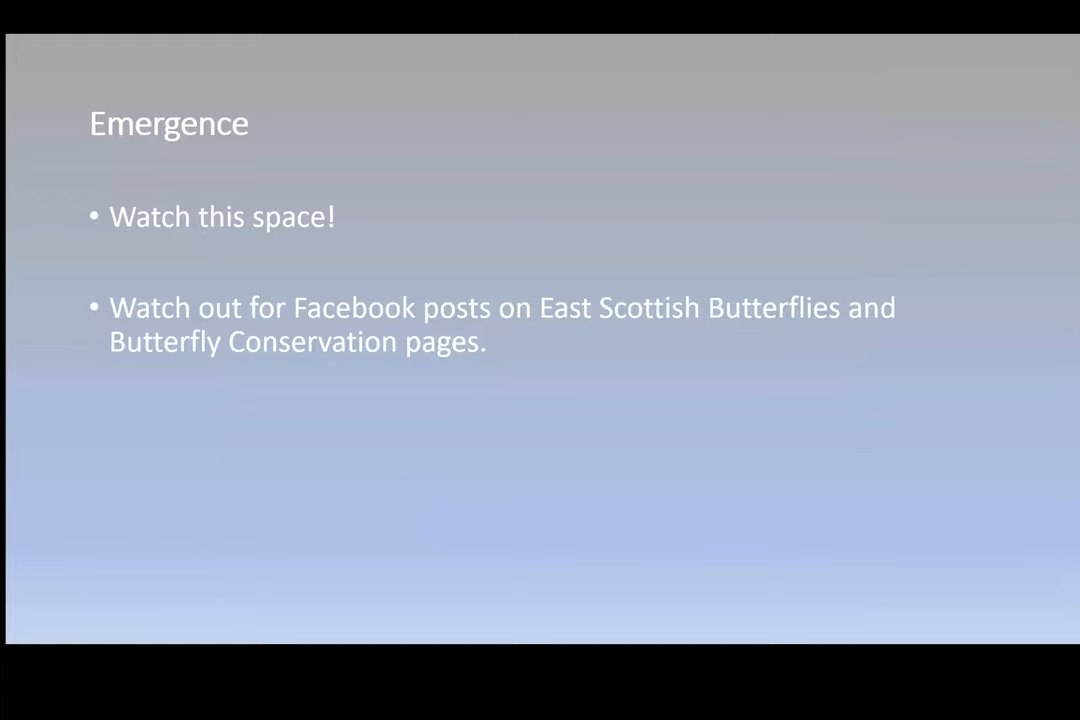 Emergence
• Watch this space!
• Watch out for Facebook posts on East Scottish Butterflies and
Butterfly Conservation pages.